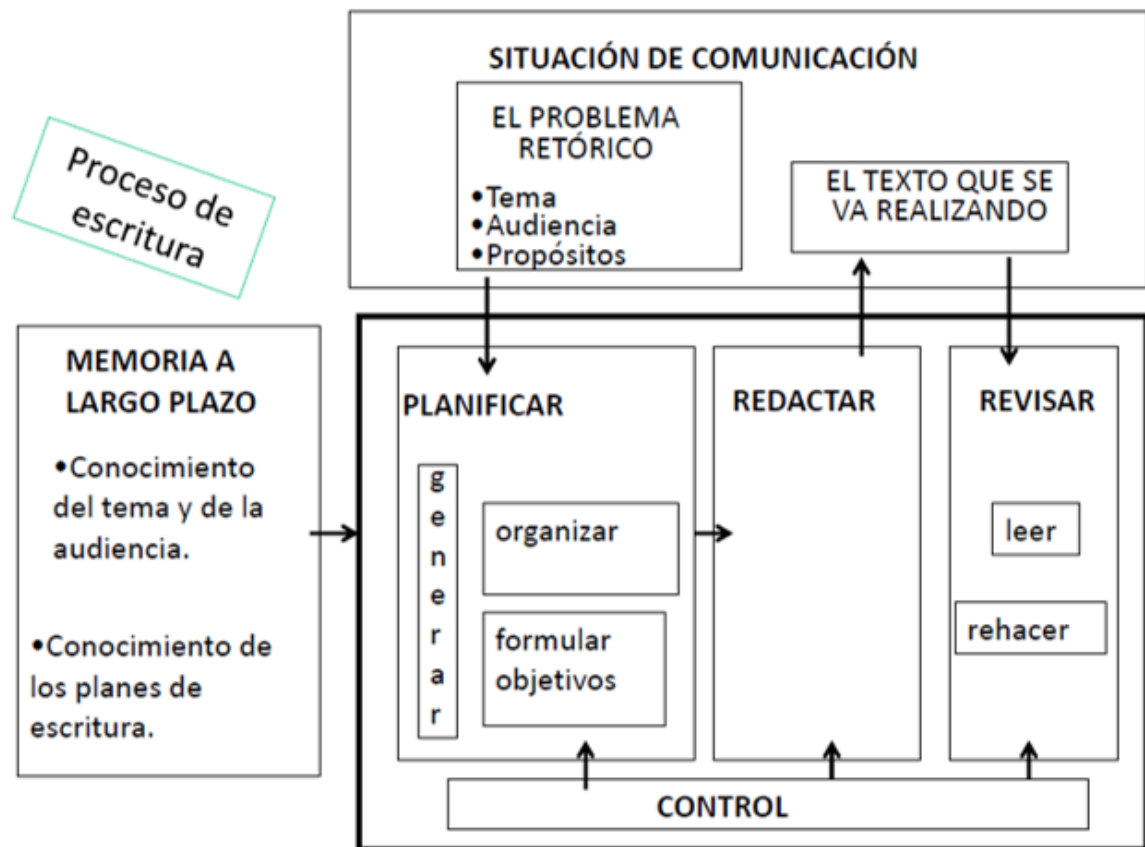 SITUACIÓN DE COMUNICACIÓN
EL PROBLEMA
RETÓRICO
•Tema
•Audiencia
•Propósitos
EL TEXTO QUE SE
VA REALIZANDO
Proceso de
escritura
MEMORIA A
LARGO PLAZO
•Conocimiento
del tema y de la
audiencia.
•Conocimiento de
los planes de
escritura.
PLANIFICAR
generar
organizar
formular
objetivos
REDACTAR
REVISAR
leer
rehacer
CONTROL